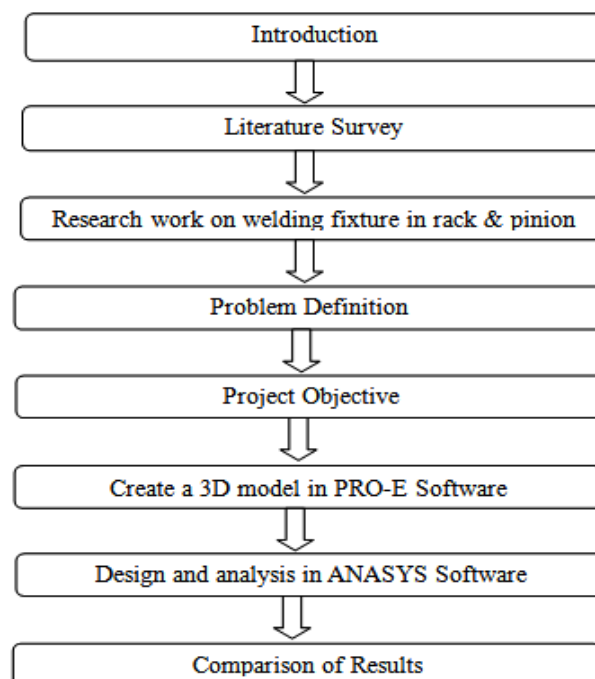 Introduction
Literature Survey
Research work on welding fixture in rack & pinion
Problem Definition
Project Objective
Create a 3D model in PRO-E Software
Design and analysis in ANASYS Software
Comparison of Results